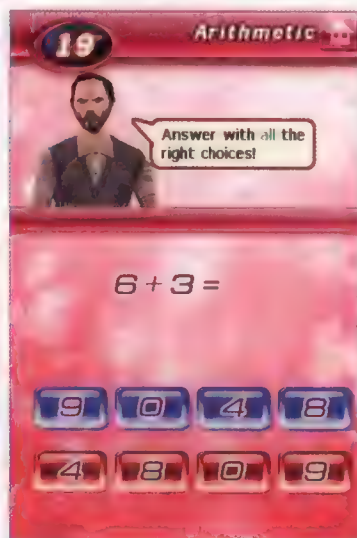 Arithmetic
19
Answer with all the
right choices!
6 + 3 =
9 0 4 8
4 8 0 9